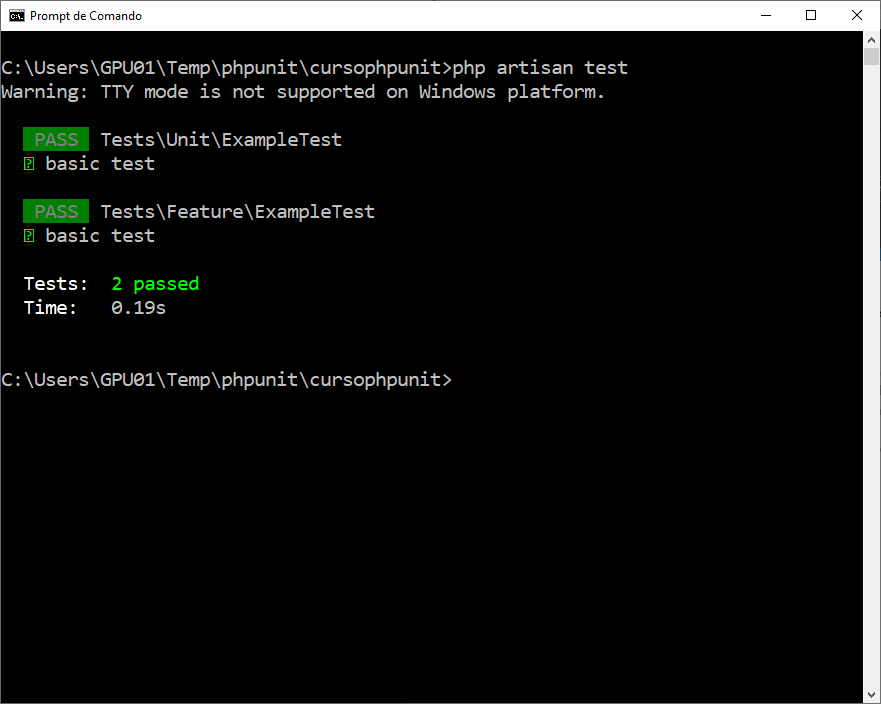 Prompt de Comando
C:\Users\GPU01\Temp\phpunit\cursophpunit>php artisan test
Warning: TTY mode is not supported on Windows platform.
PASS Tests\Unit\ExampleTest
? basic test
PASS Tests\Feature\ExampleTest
? basic test
Tests: 2 passed
Time: 0.19s
C:\Users\GPU01\Temp\phpunit\cursophpunit>